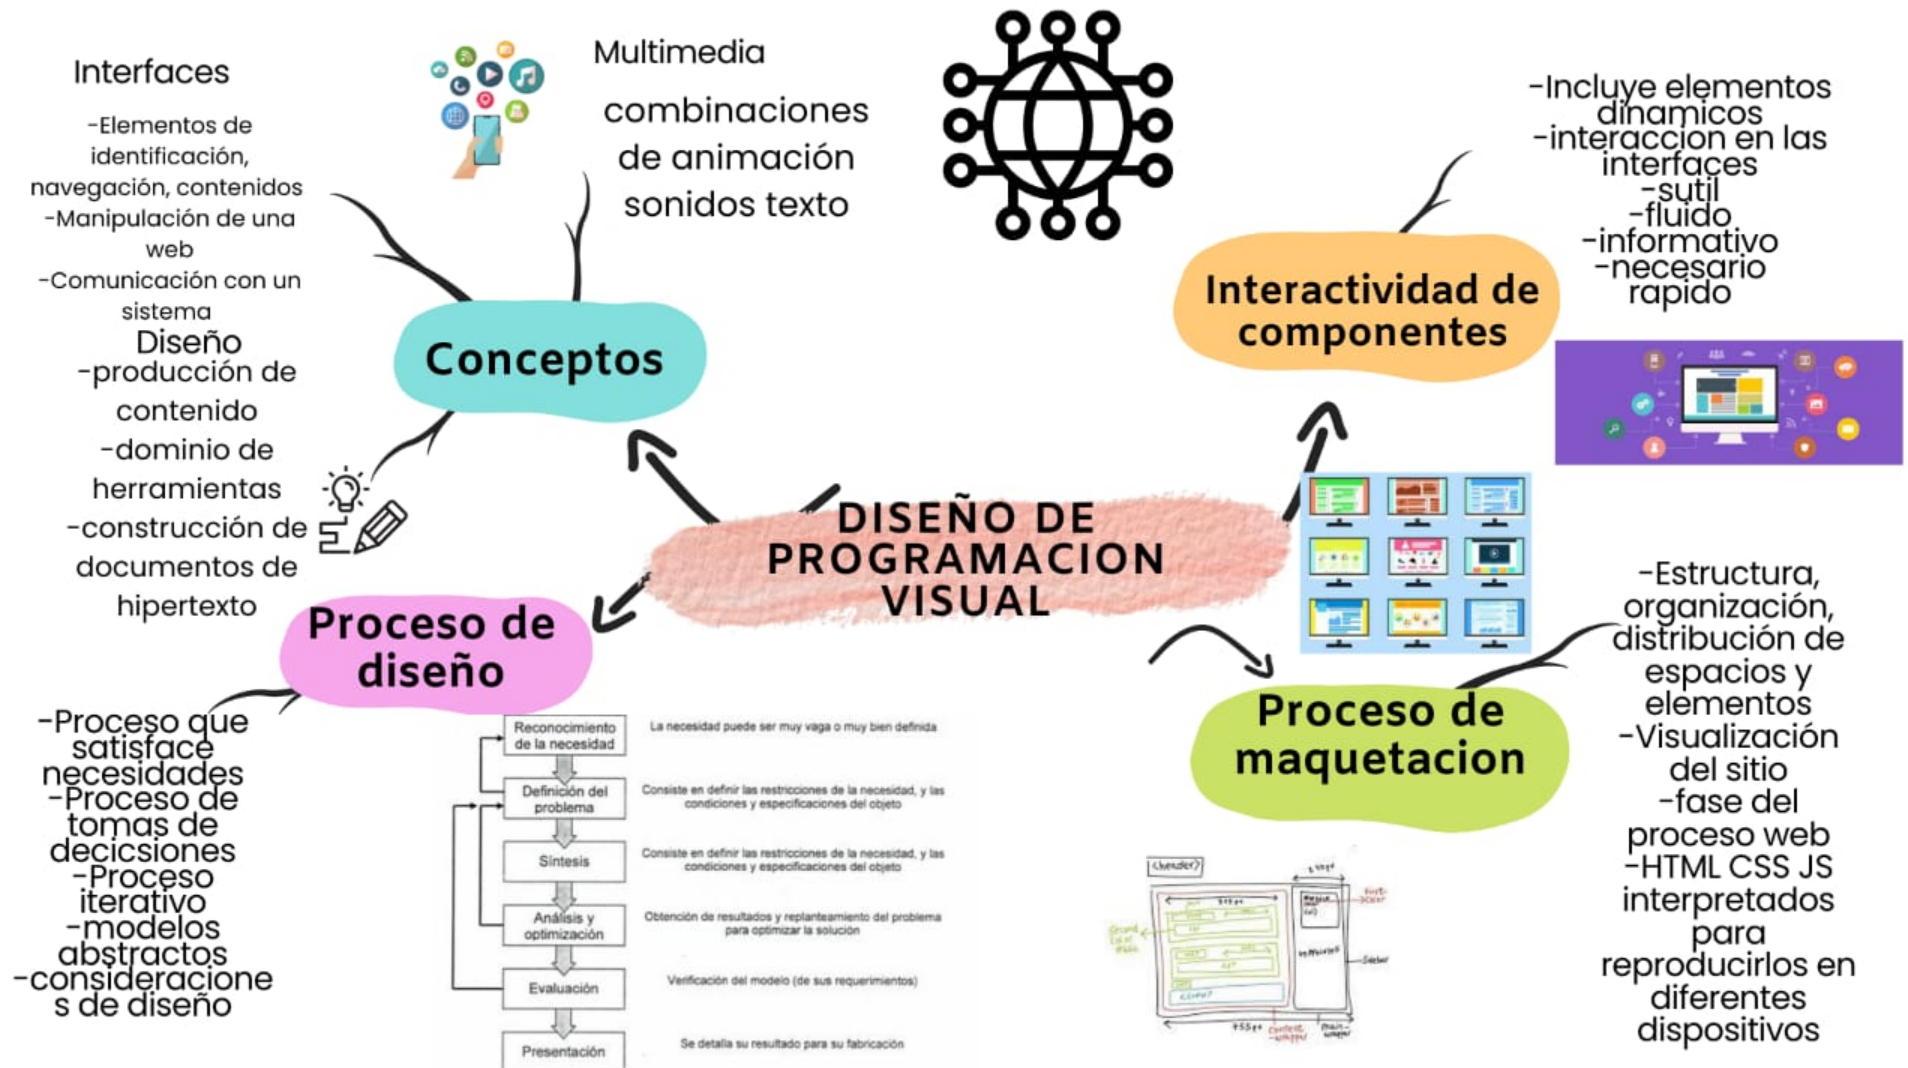 Interfaces
-Elementos de
identificación,
navegación, contenidos
-Manipulación de una
web
-Comunicación con un
sistema
Diseño
-producción de
contenido
-dominio de
herramientas
-construcción de
documentos de
hipertexto
Multimedia
combinaciones
de animación
sonidos texto
Conceptos
Interactividad de
componentes
-Incluye elementos
dinamicos
-interaccion en las
interfaces
-sutil
-fluido
-informativo
-necesario
rapido
DISEÑO DE
PROGRAMACION
VISUAL
Proceso de
diseño
-Proceso que
satisface
necesidades
-Proceso de
tomas de
decicsiones
-Proceso
iterativo
-modelos
abstractos
-consideracione
s de diseño
Reconocimiento
de la necesidad
La necesidad puede ser muy vaga o muy bien definida
Definición del
problema
Consiste en definir las restricciones de la necesidad, y las
condiciones y especificaciones del objeto
Síntesis
Consiste en definir las restricciones de la necesidad, y las
condiciones y especificaciones del objeto
Análisis y
optimización
Obtención de resultados y replanteamiento del problema
para optimizar la solución
Evaluación
Verificación del modelo (de sus requerimientos)
Presentación
Se detalla su resultado para su fabricación
Proceso de
maquetacion
-Estructura,
organización,
distribución de
espacios y
elementos
-Visualización
del sitio
-fase del
proceso web
-HTML CSS JS
interpretados
para
reproducirlos en
diferentes
dispositivos
<header>
Sidebar
content
-wrapper
main-
wrapper